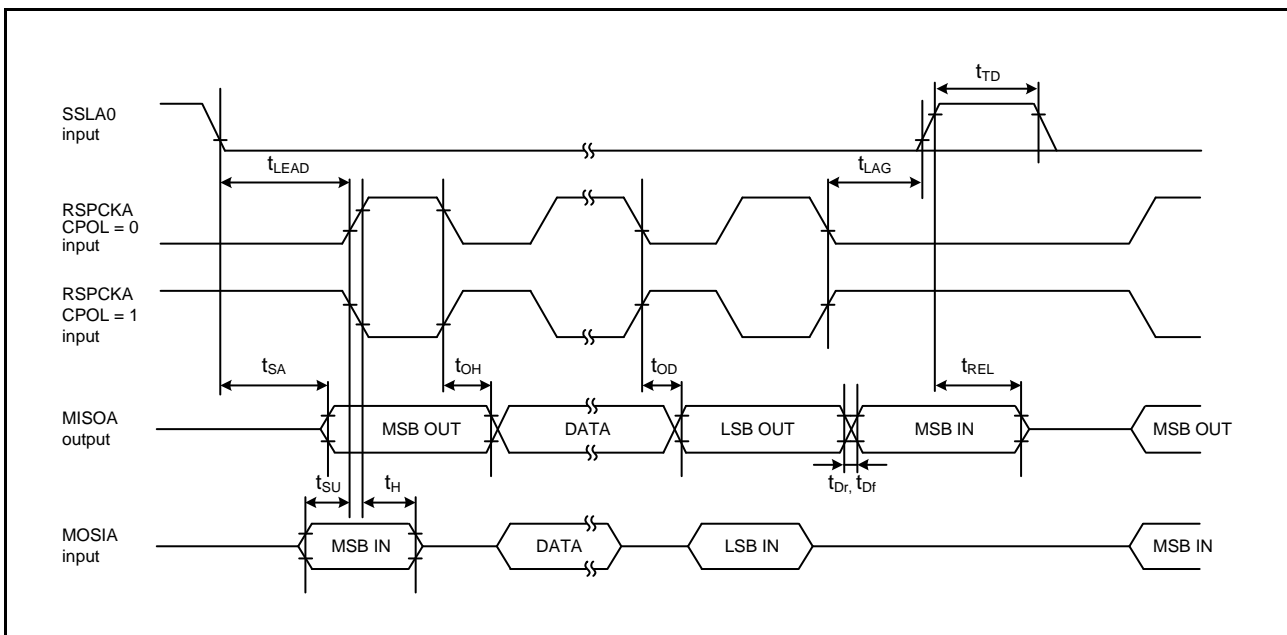 tTD
SSLA0
input
tLEAD
tLAG
RSPCKA
CPOL = 0
input
RSPCKA
CPOL = 1
input
tSA
tOH
tOD
tREL
MISOA
output
MSB OUT
DATA
LSB OUT
MSB IN
MSB OUT
tSU
tH
tDr, tDf
MOSIA
input
MSB IN
DATA
LSB IN
MSB IN